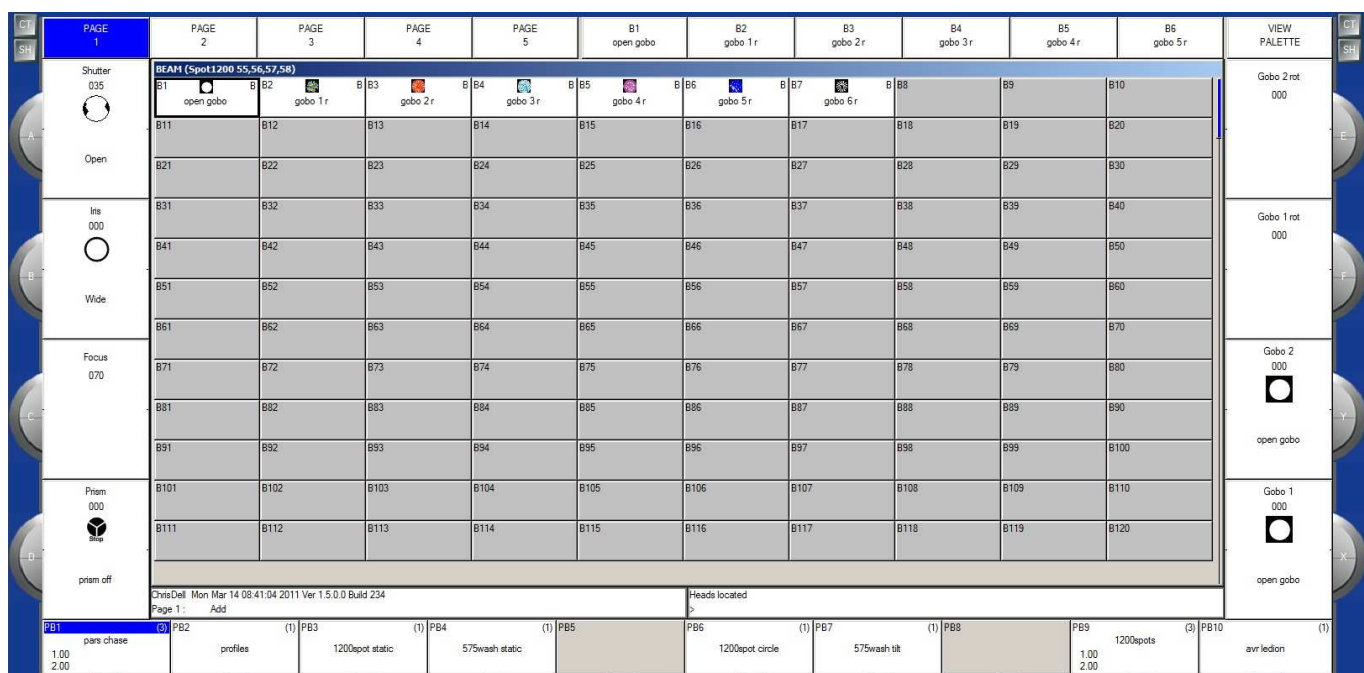 CT
SH
PAGE
1
PAGE
2
PAGE
3
PAGE
4
PAGE
5
B1
open gobo
B2
gobo 1 r
B3
gobo 2 r
B4
gobo 3 r
B5
gobo 4 r
B6
gobo 5 r
VIEW
PALETTE
CT
SH
Shutter
035
Open
A
Iris
000
Wide
B
Focus
070
C
Prism
000
Stop
prism off
D
BEAM (Spot1200 55,56,57,58)
B1 B B2 B B3 B B4 B B5 B B6 B B7 B B8 B9 B10
open gobo gobo 1 r gobo 2 r gobo 3 r gobo 4 r gobo 5 r gobo 6 r
B11 B12 B13 B14 B15 B16 B17 B18 B19 B20
B21 B22 B23 B24 B25 B26 B27 B28 B29 B30
B31 B32 B33 B34 B35 B36 B37 B38 B39 B40
B41 B42 B43 B44 B45 B46 B47 B48 B49 B50
B51 B52 B53 B54 B55 B56 B57 B58 B59 B60
B61 B62 B63 B64 B65 B66 B67 B68 B69 B70
B71 B72 B73 B74 B75 B76 B77 B78 B79 B80
B81 B82 B83 B84 B85 B86 B87 B88 B89 B90
B91 B92 B93 B94 B95 B96 B97 B98 B99 B100
B101 B102 B103 B104 B105 B106 B107 B108 B109 B110
B111 B112 B113 B114 B115 B116 B117 B118 B119 B120
Gobo 2 rot
000
E
Gobo 1 rot
000
F
Gobo 2
000
open gobo
Y
Gobo 1
000
open gobo
X
ChrisDell Mon Mar 14 08:41:04 2011 Ver 1.5.0.0 Build 234
Page 1 : Add
Heads located
>
PB1 (3)
pars chase
1.00
2.00
PB2 (1)
profiles
PB3 (1)
1200spot static
PB4 (1)
575wash static
PB5
PB6 (1)
1200spot circle
PB7 (1)
575wash tilt
PB8
PB9 (3)
1200spots
1.00
2.00
PB10 (1)
avr ledion